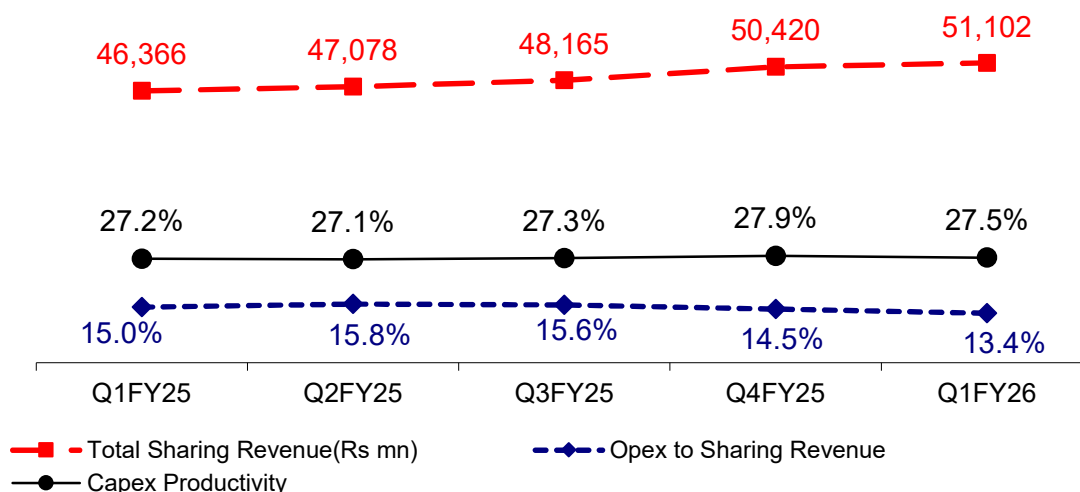 46,366 47,078 48,165 50,420 51,102
27.2% 27.1% 27.3% 27.9% 27.5%
15.0% 15.8% 15.6% 14.5% 13.4%
Q1FY25 Q2FY25 Q3FY25 Q4FY25 Q1FY26
Total Sharing Revenue(Rs mn) Opex to Sharing Revenue
Capex Productivity